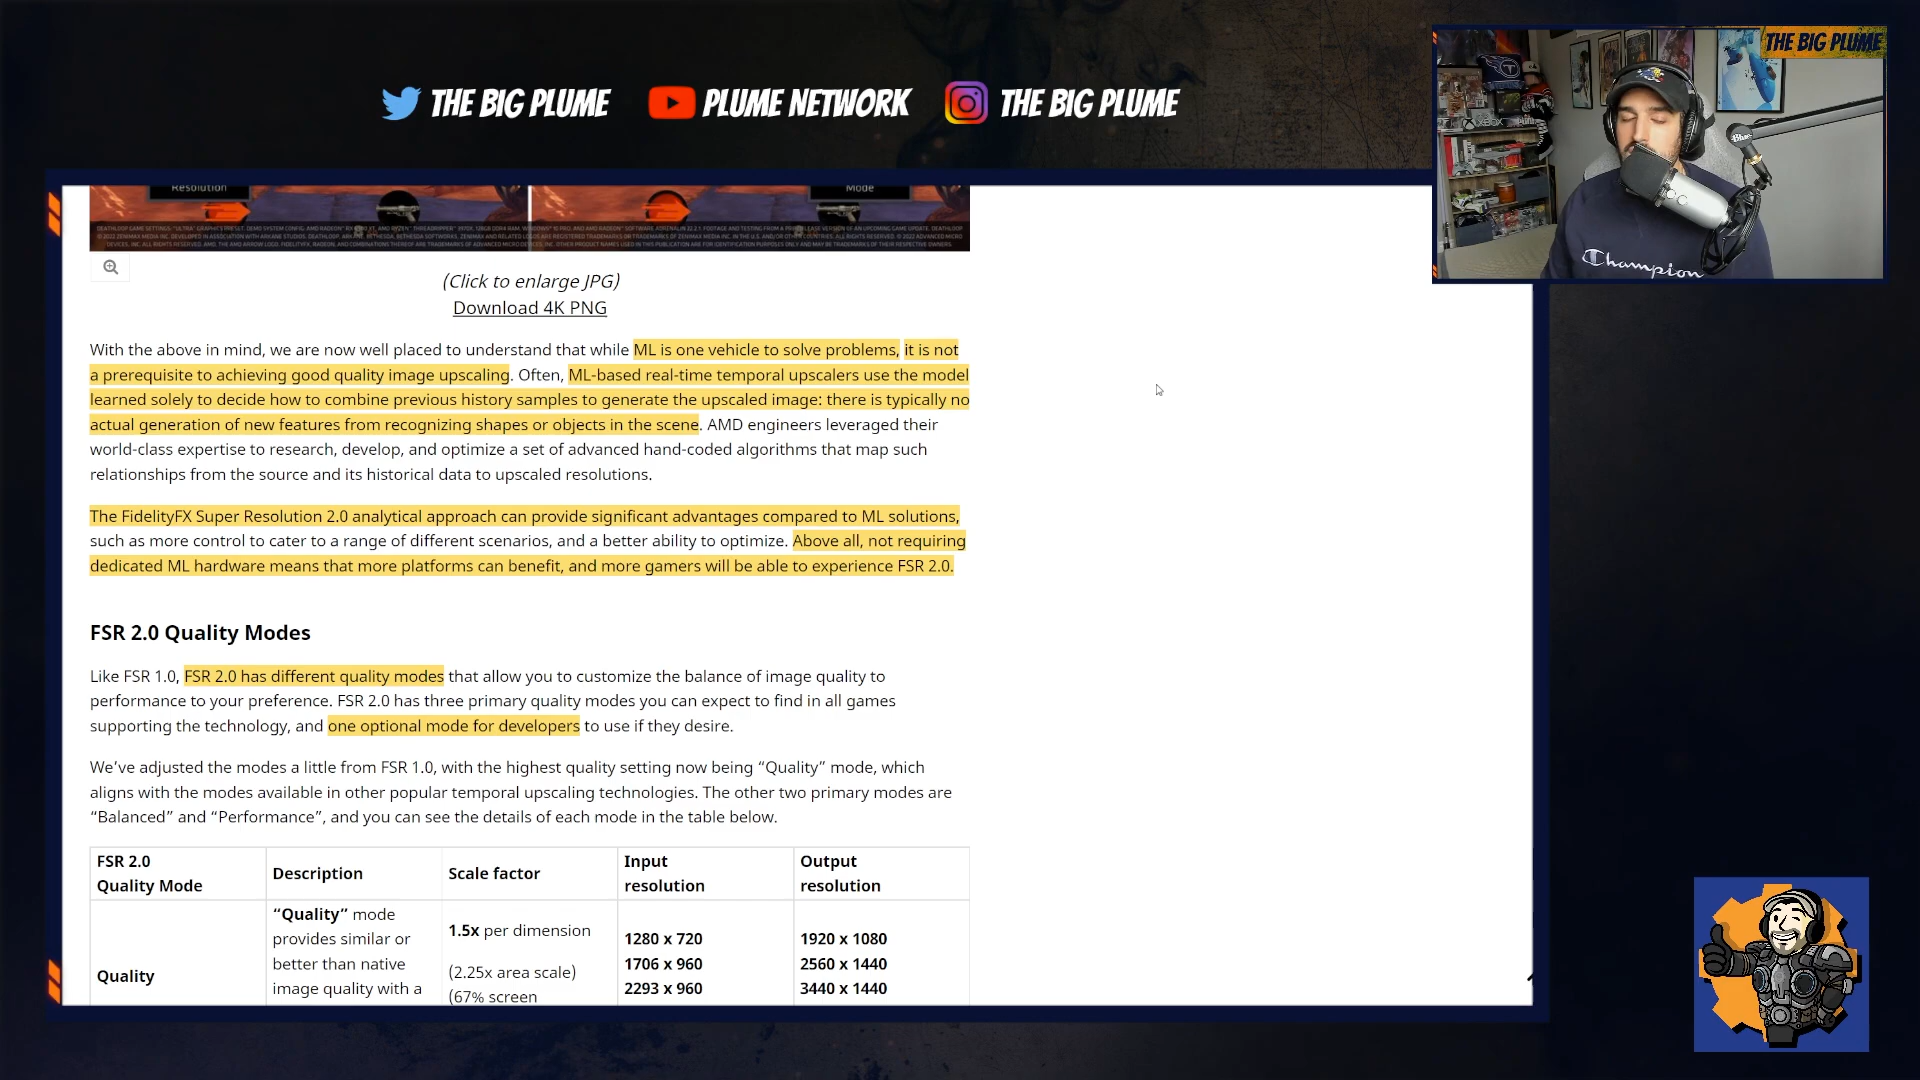 THE BIG PLUME
PLUME NETWORK
THE BIG PLUME
THE BIG PLUME
XBOX
Champion
Resolution
Mode
(Click to enlarge JPG)
Download 4K PNG
With the above in mind, we are now well placed to understand that while ML is one vehicle to solve problems, it is not
a prerequisite to achieving good quality image upscaling. Often, ML-based real-time temporal upscalers use the model
learned solely to decide how to combine previous history samples to generate the upscaled image: there is typically no
actual generation of new features from recognizing shapes or objects in the scene. AMD engineers leveraged their
world-class expertise to research, develop, and optimize a set of advanced hand-coded algorithms that map such
relationships from the source and its historical data to upscaled resolutions.
The FidelityFX Super Resolution 2.0 analytical approach can provide significant advantages compared to ML solutions,
such as more control to cater to a range of different scenarios, and a better ability to optimize. Above all, not requiring
dedicated ML hardware means that more platforms can benefit, and more gamers will be able to experience FSR 2.0.
FSR 2.0 Quality Modes
Like FSR 1.0, FSR 2.0 has different quality modes that allow you to customize the balance of image quality to
performance to your preference. FSR 2.0 has three primary quality modes you can expect to find in all games
supporting the technology, and one optional mode for developers to use if they desire.
We’ve adjusted the modes a little from FSR 1.0, with the highest quality setting now being “Quality” mode, which
aligns with the modes available in other popular temporal upscaling technologies. The other two primary modes are
“Balanced” and “Performance”, and you can see the details of each mode in the table below.
FSR 2.0
Quality Mode
Description
Scale factor
Input
resolution
Output
resolution
Quality
“Quality” mode
provides similar or
better than native
image quality with a
1.5x per dimension
(2.25x area scale)
(67% screen
1280 x 720
1706 x 960
2293 x 960
1920 x 1080
2560 x 1440
3440 x 1440